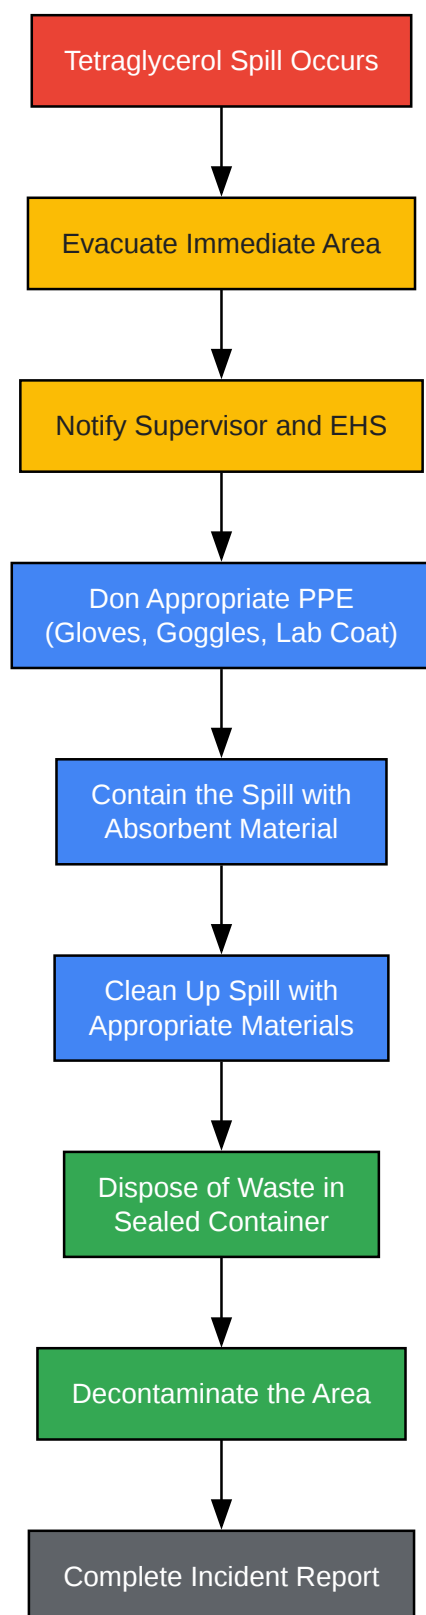 Tetraglycerol Spill Occurs
Evacuate Immediate Area
Notify Supervisor and EHS
Don Appropriate PPE
(Gloves, Goggles, Lab Coat)
Contain the Spill with
Absorbent Material
Clean Up Spill with
Appropriate Materials
Dispose of Waste in
Sealed Container
Decontaminate the Area
Complete Incident Report